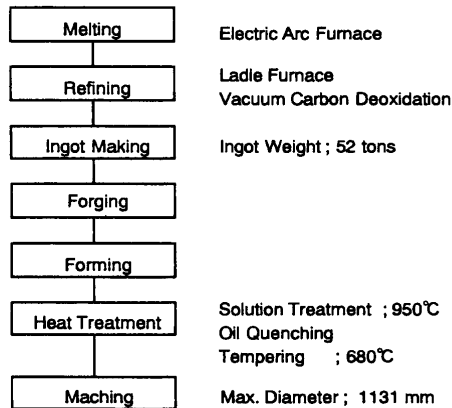 Melting
Electric Arc Furnace
Refining
Ladle Furnace
Vacuum Carbon Deoxidation
Ingot Making
Ingot Weight ; 52 tons
Forging
Forming
Heat Treatment
Solution Treatment ; 950℃
Oil Quenching
Tempering ; 680℃
Maching
Max. Diameter ; 1131 mm